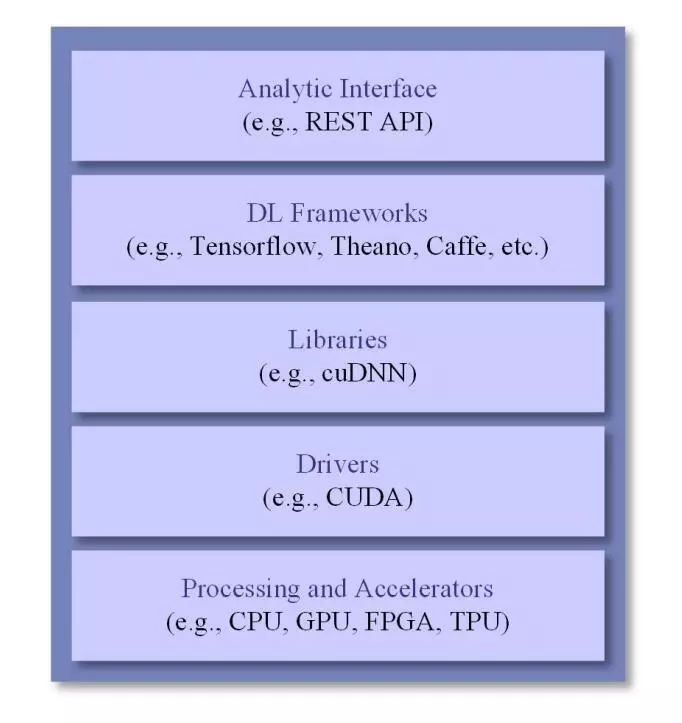 Analytic Interface
(e.g., REST API)
DL Frameworks
(e.g., Tensorflow, Theano, Caffe, etc.)
Libraries
(e.g., cuDNN)
Drivers
(e.g., CUDA)
Processing and Accelerators
(e.g., CPU, GPU, FPGA, TPU)